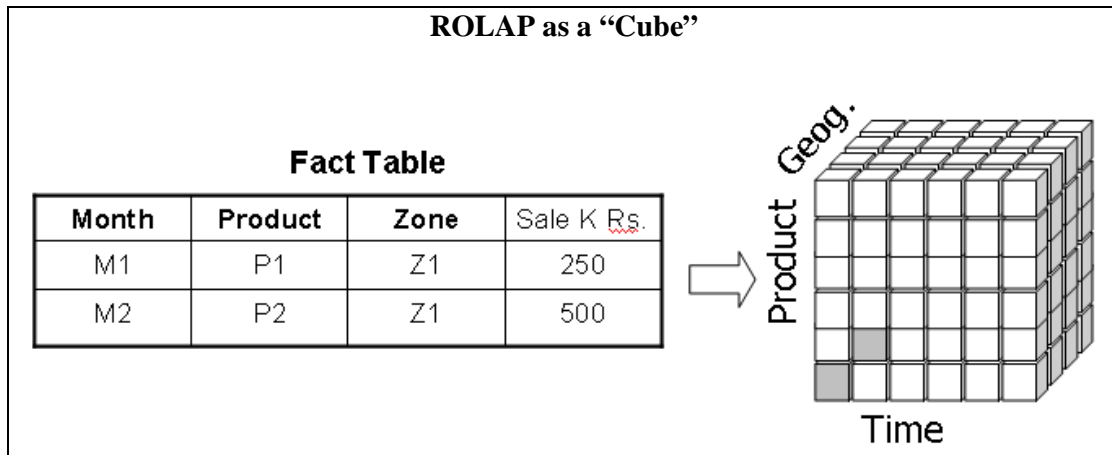 ROLAP as a “Cube”
Fact Table
Month Product Zone Sale K Rs.
M1 P1 Z1 250
M2 P2 Z1 500
Geog.
Product
Time